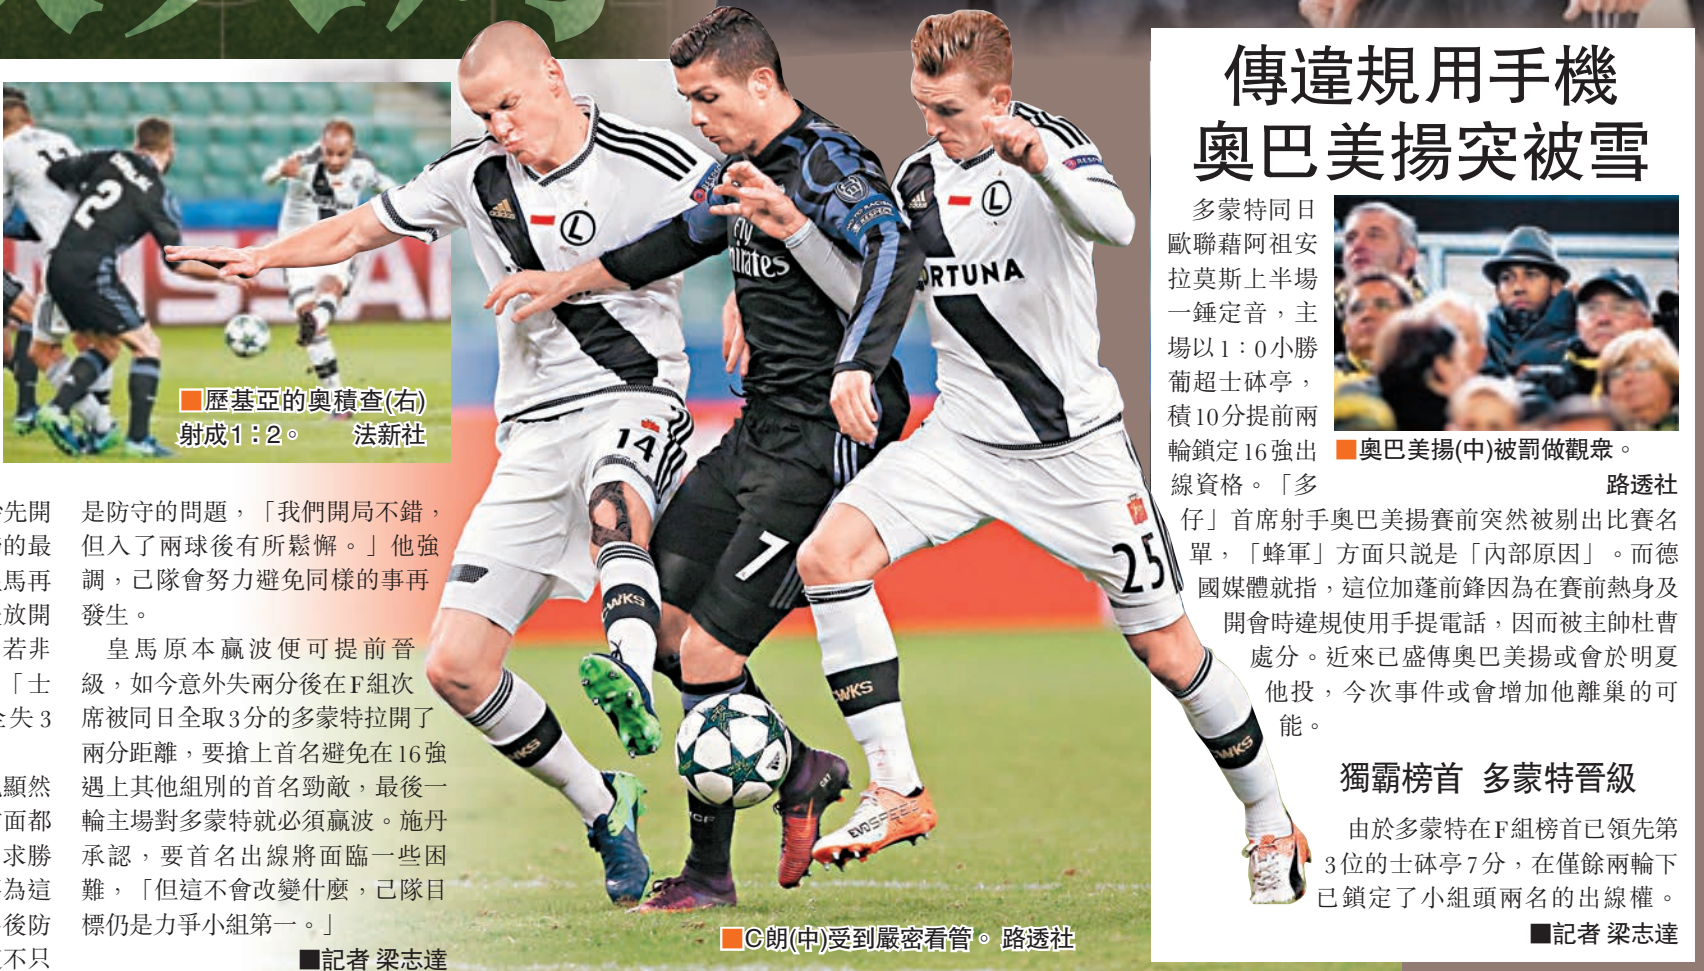 ■歷基亞的奧積查(右)
射成1：2。 法新社
先開
的最
馬再
放開
若非
「士
失3
顯然
面都
求勝
為這
後防
不只
是防守的問題，「我們開局不錯，
但入了兩球後有所鬆懈。」他強
調，己隊會努力避免同樣的事再
發生。
皇馬原本贏波便可提前晉
級，如今意外失兩分後在F組次
席被同日全取3分的多蒙特拉開了
兩分距離，要搶上首名避免在16強
遇上其他組別的首名勁敵，最後一
輪主場對多蒙特就必須贏波。施丹
承認，要首名出線將面臨一些困
難，「但這不會改變什麼，己隊目
標仍是力爭小組第一。」
■記者 梁志達
2
14
7
25
Fly
Emirates
FORTUNA
CWKS
CWKS
CWKS
EVOSPEED
■C朗(中)受到嚴密看管。 路透社
傳違規用手機
奧巴美揚突被雪
多蒙特同日
歐聯藉阿祖安
拉莫斯上半場
一錘定音，主
場以1：0小勝
葡超士砵亭，
積10分提前兩
輪鎖定16強出
線資格。「多
仔」首席射手奧巴美揚賽前突然被剔出比賽名
單，「蜂軍」方面只說是「內部原因」。而德
國媒體就指，這位加蓬前鋒因為在賽前熱身及
開會時違規使用手提電話，因而被主帥杜曹
處分。近來已盛傳奧巴美揚或會於明夏
他投，今次事件或會增加他離巢的可
能。
■奧巴美揚(中)被罰做觀眾。
路透社
獨霸榜首 多蒙特晉級
由於多蒙特在F組榜首已領先第
3位的士砵亭7分，在僅餘兩輪下
已鎖定了小組頭兩名的出線權。
■記者 梁志達